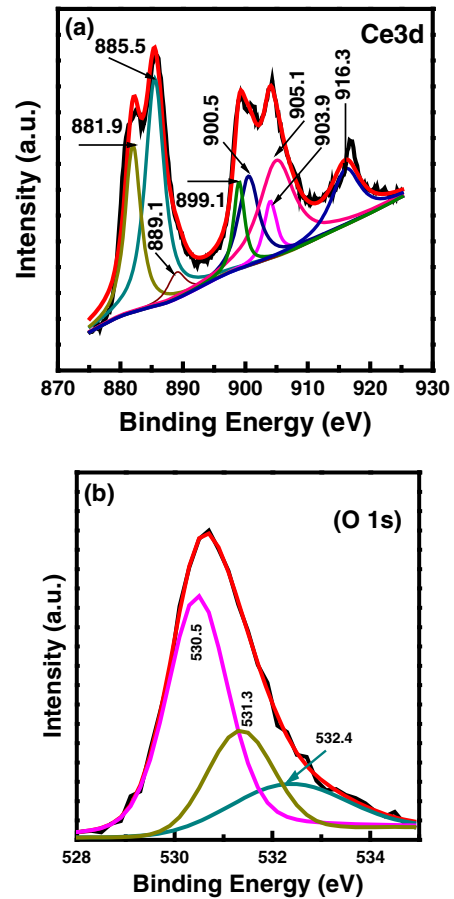 (a)
Ce3d
885.5
881.9
889.1
899.1
900.5
905.1
903.9
916.3
Intensity (a.u.)
870 880 890 900 910 920 930
Binding Energy (eV)
(b)
(O 1s)
530.5
531.3
532.4
Intensity (a.u.)
528 530 532 534
Binding Energy (eV)